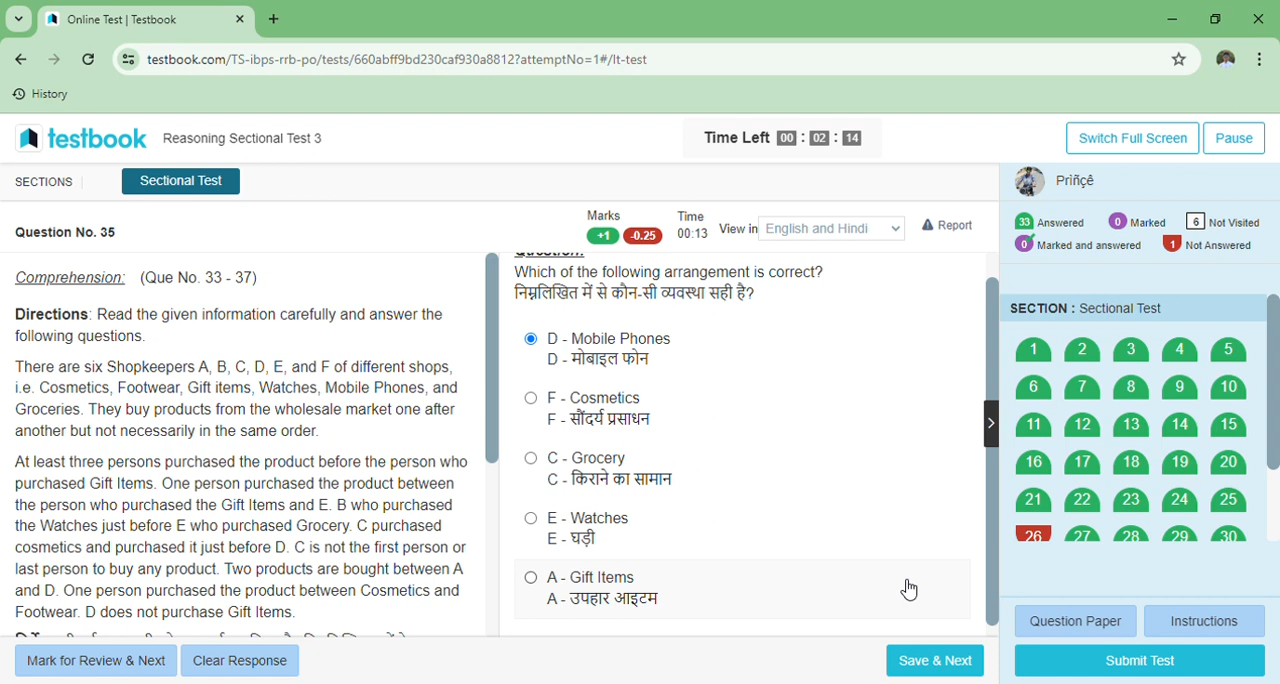 Online Test | Testbook
testbook.com/TS-ibps-rrb-po/tests/660abff9bd230caf930a8812?attemptNo=1#/lt-test
History
testbook Reasoning Sectional Test 3
Time Left 00 : 02 : 14
Switch Full Screen Pause
SECTIONS Sectional Test
Prìñçê
Question No. 35
Marks
+1 -0.25
Time
00:13
View in English and Hindi
Report
33 Answered 0 Marked 6 Not Visited
0 Marked and answered 1 Not Answered
Comprehension: (Que No. 33 - 37)
Directions: Read the given information carefully and answer the
following questions.
There are six Shopkeepers A, B, C, D, E, and F of different shops,
i.e. Cosmetics, Footwear, Gift items, Watches, Mobile Phones, and
Groceries. They buy products from the wholesale market one after
another but not necessarily in the same order.
At least three persons purchased the product before the person who
purchased Gift Items. One person purchased the product between
the person who purchased the Gift Items and E. B who purchased
the Watches just before E who purchased Grocery. C purchased
cosmetics and purchased it just before D. C is not the first person or
last person to buy any product. Two products are bought between A
and D. One person purchased the product between Cosmetics and
Footwear. D does not purchase Gift Items.
Question:
Which of the following arrangement is correct?
निम्नलिखित में से कौन-सी व्यवस्था सही है?
D - Mobile Phones
D - मोबाइल फोन
F - Cosmetics
F - सौंदर्य प्रसाधन
C - Grocery
C - किराने का सामान
E - Watches
E - घड़ी
A - Gift Items
A - उपहार आइटम
SECTION : Sectional Test
1 2 3 4 5
6 7 8 9 10
11 12 13 14 15
16 17 18 19 20
21 22 23 24 25
26 27 28 29 30
Question Paper Instructions
Mark for Review & Next Clear Response Save & Next Submit Test